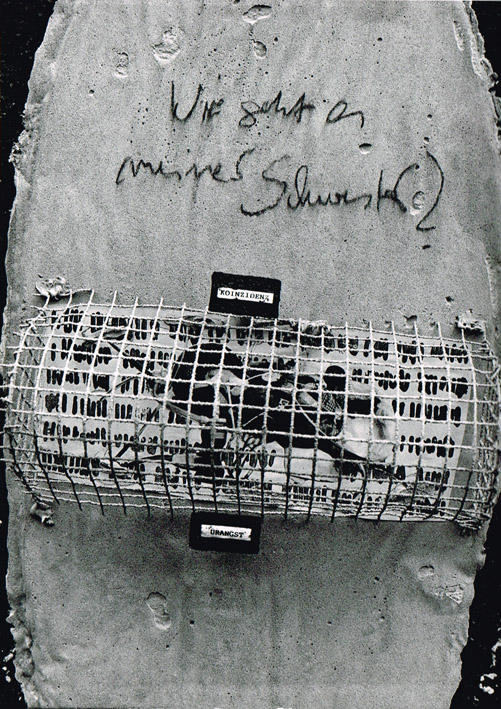 Wie geht es
meiner Schwester?
KOINZIDENZ
URANGST